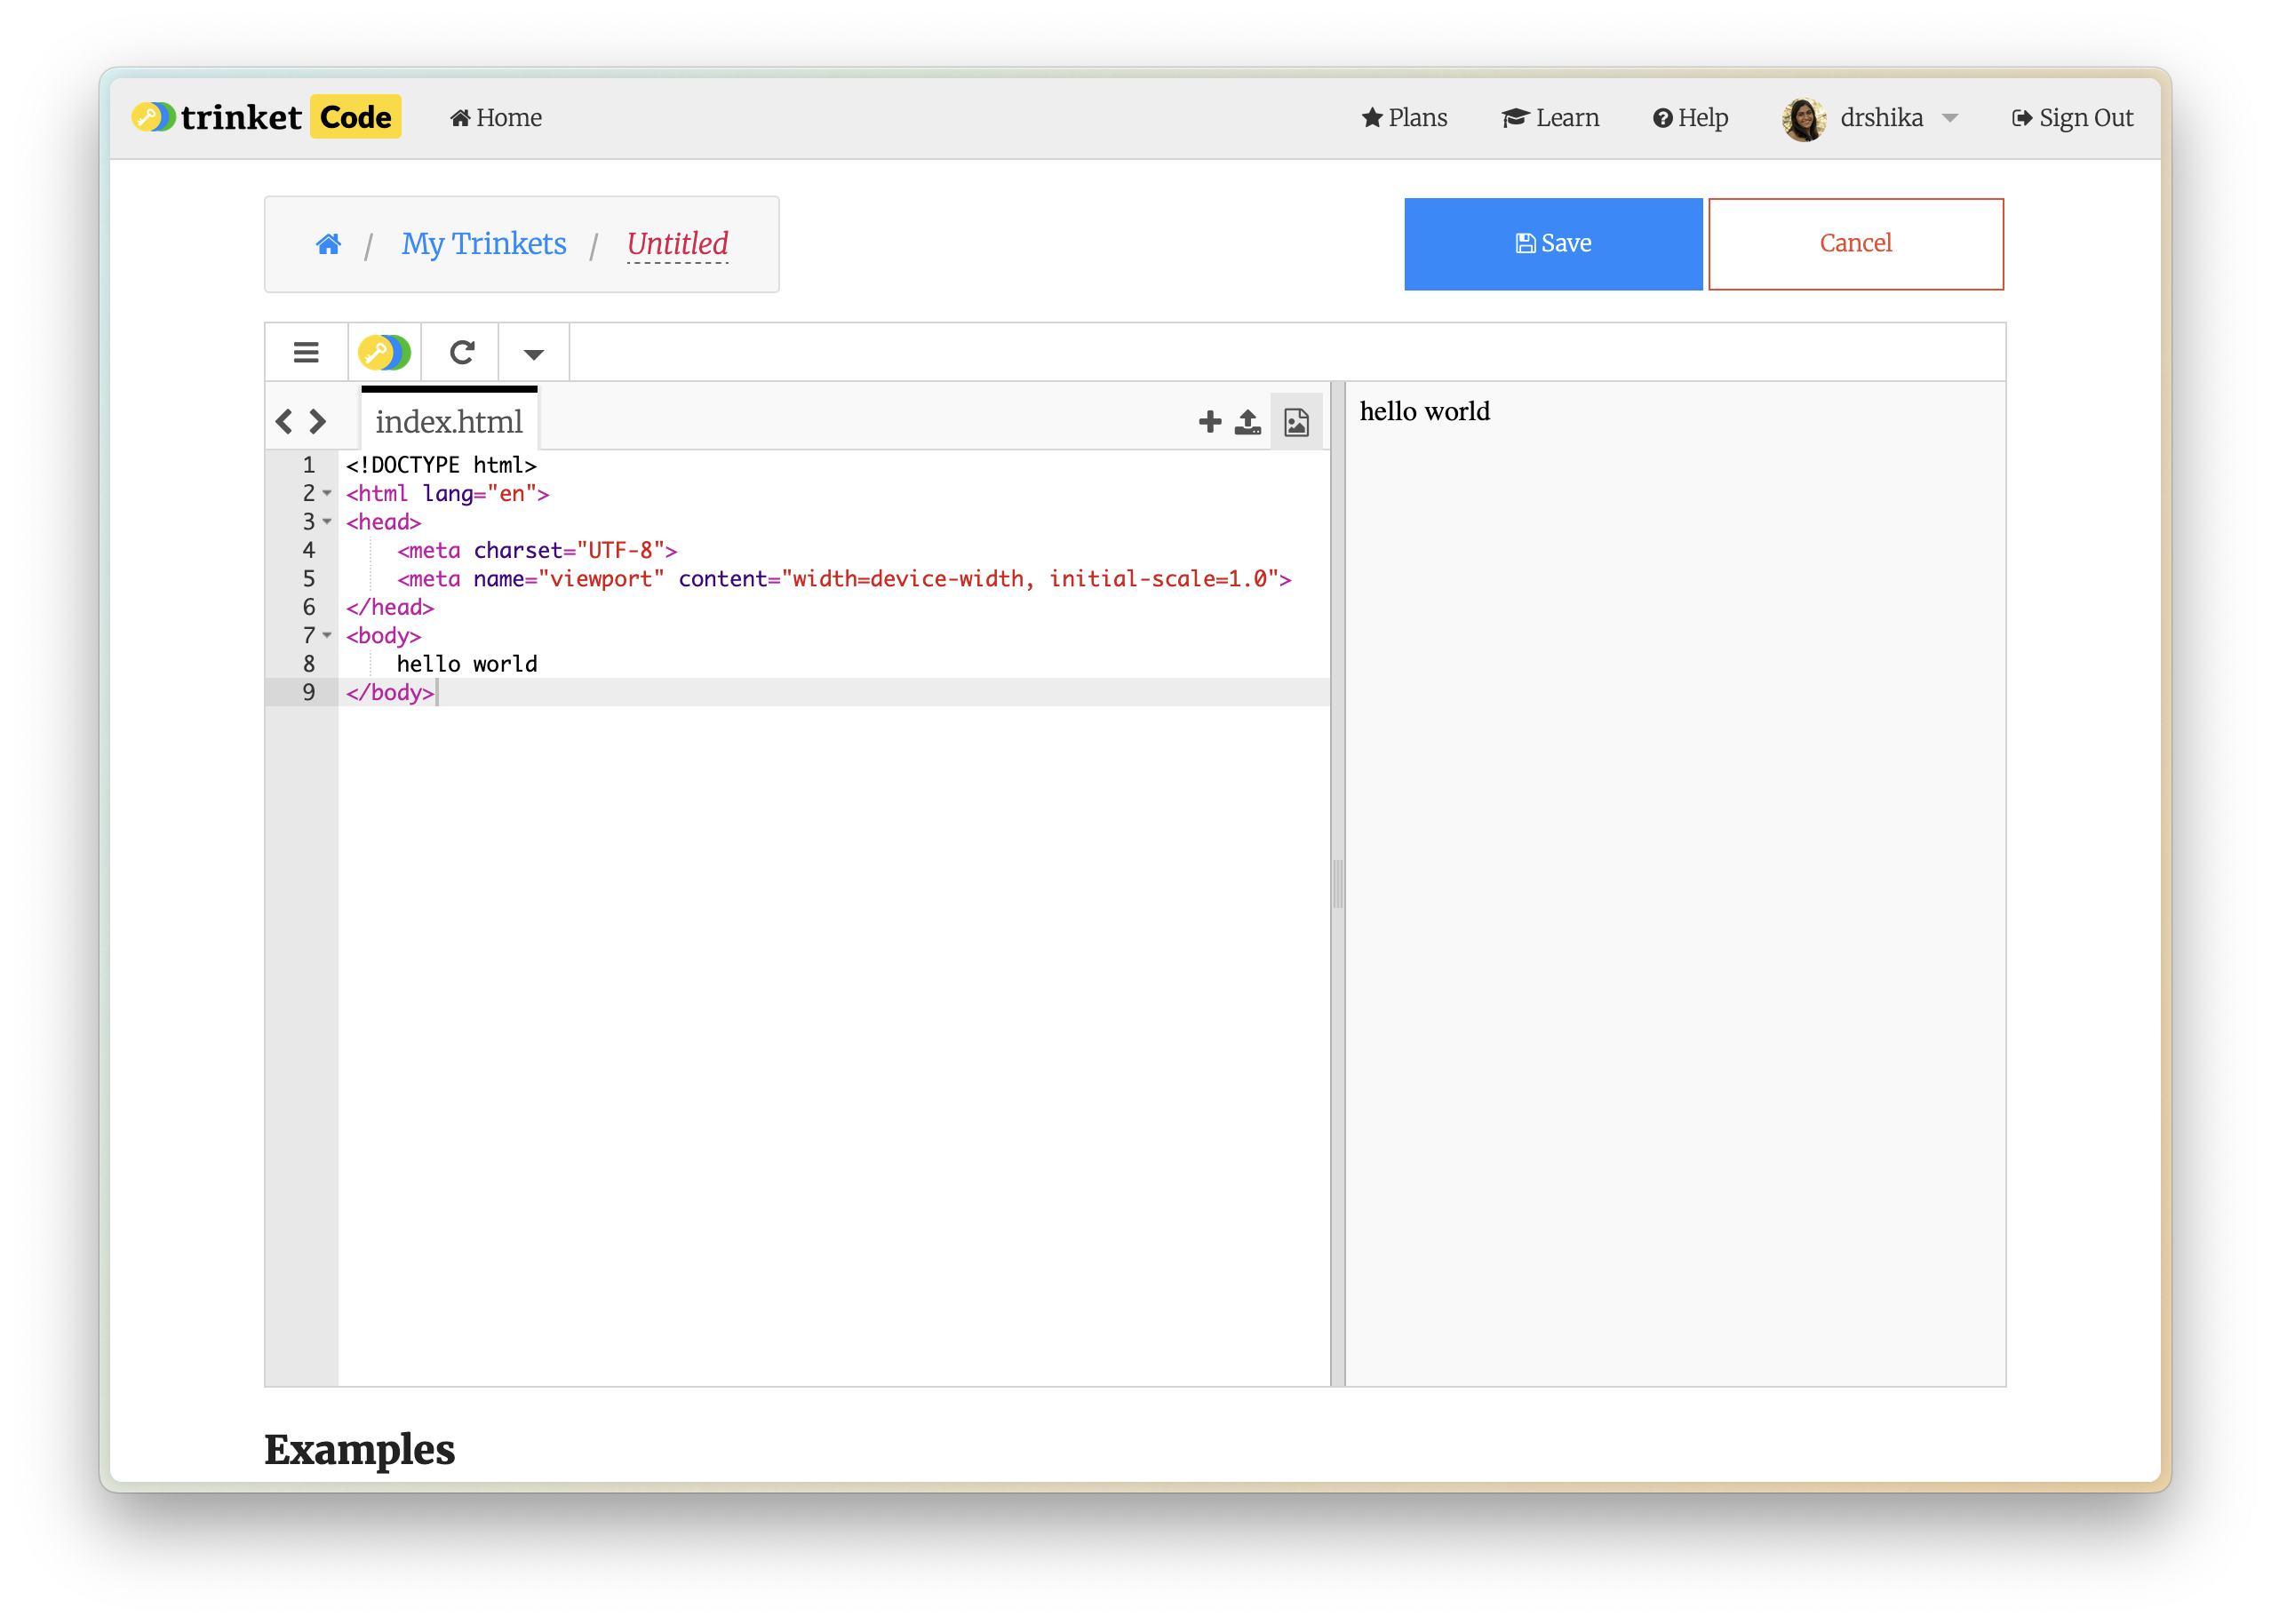 trinket Code Home Plans Learn Help drshika Sign Out
/ My Trinkets / Untitled
Save Cancel
index.html
1 <!DOCTYPE html>
2 <html lang="en">
3 <head>
4     <meta charset="UTF-8">
5     <meta name="viewport" content="width=device-width, initial-scale=1.0">
6 </head>
7 <body>
8     hello world
9 </body>
hello world
Examples